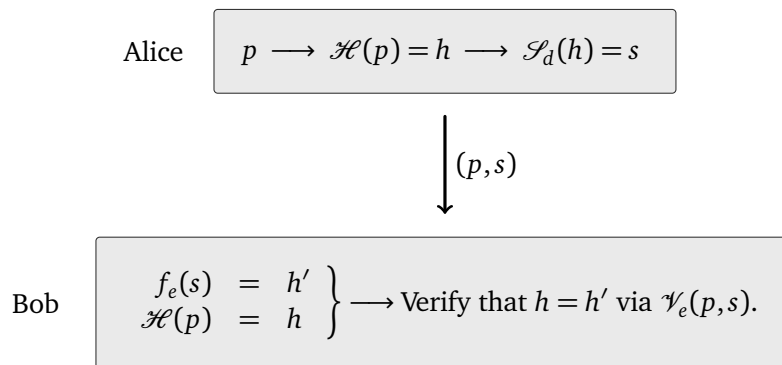 Alice p ⟶ ℋ(p) = h ⟶ 𝒮_d(h) = s
(p, s)
Bob
f_e(s) = h′
ℋ(p) = h
} ⟶ Verify that h = h′ via 𝒱_e(p, s).